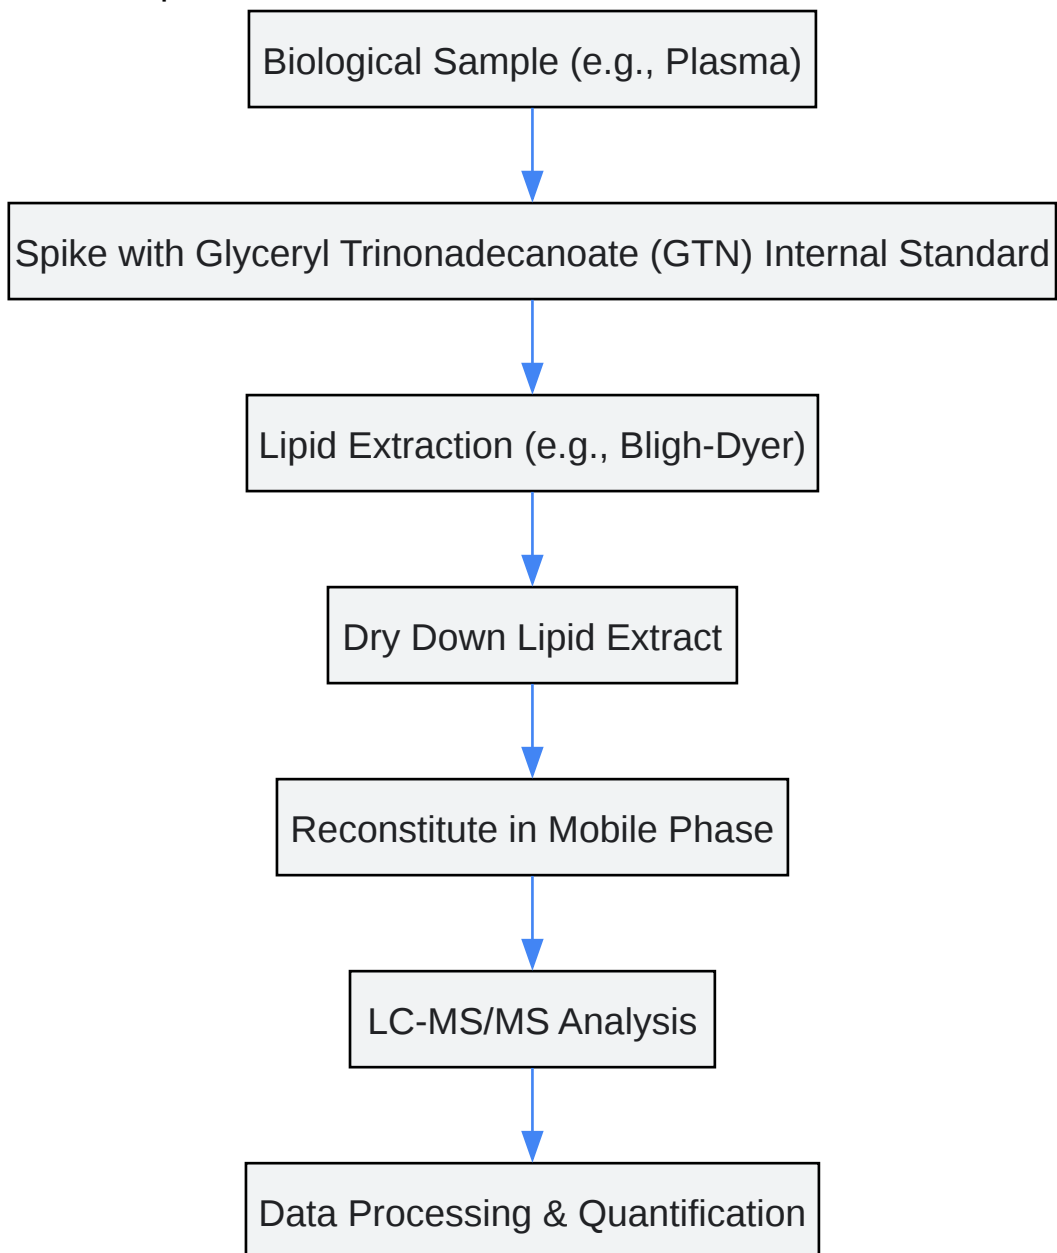 Biological Sample (e.g., Plasma)
Spike with Glyceryl Trinonadecanoate (GTN) Internal Standard
Lipid Extraction (e.g., Bligh-Dyer)
Dry Down Lipid Extract
Reconstitute in Mobile Phase
LC-MS/MS Analysis
Data Processing & Quantification